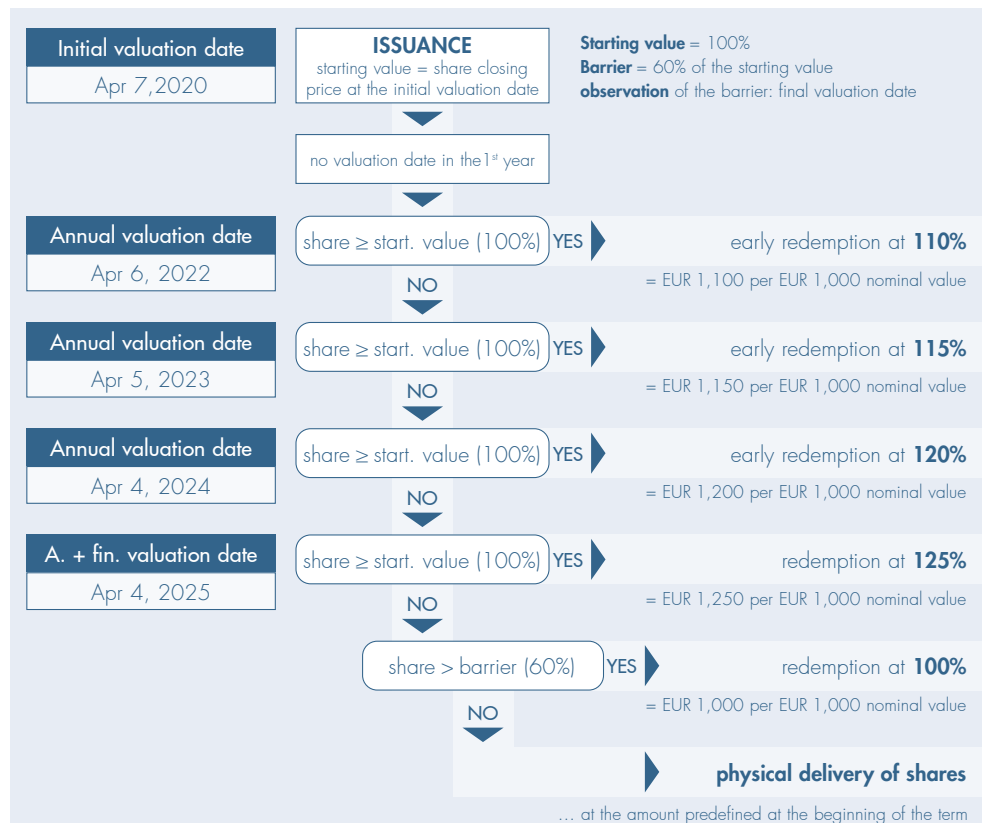 Initial valuation date
Apr 7,2020
ISSUANCE
starting value = share closing
price at the initial valuation date
Starting value = 100%
Barrier = 60% of the starting value
observation of the barrier: final valuation date
no valuation date in the1st year
Annual valuation date
Apr 6, 2022
share ≥ start. value (100%)
YES
early redemption at 110%
= EUR 1,100 per EUR 1,000 nominal value
NO
Annual valuation date
Apr 5, 2023
share ≥ start. value (100%)
YES
early redemption at 115%
= EUR 1,150 per EUR 1,000 nominal value
NO
Annual valuation date
Apr 4, 2024
share ≥ start. value (100%)
YES
early redemption at 120%
= EUR 1,200 per EUR 1,000 nominal value
NO
A. + fin. valuation date
Apr 4, 2025
share ≥ start. value (100%)
YES
redemption at 125%
= EUR 1,250 per EUR 1,000 nominal value
NO
share > barrier (60%)
YES
redemption at 100%
= EUR 1,000 per EUR 1,000 nominal value
NO
physical delivery of shares
... at the amount predefined at the beginning of the term